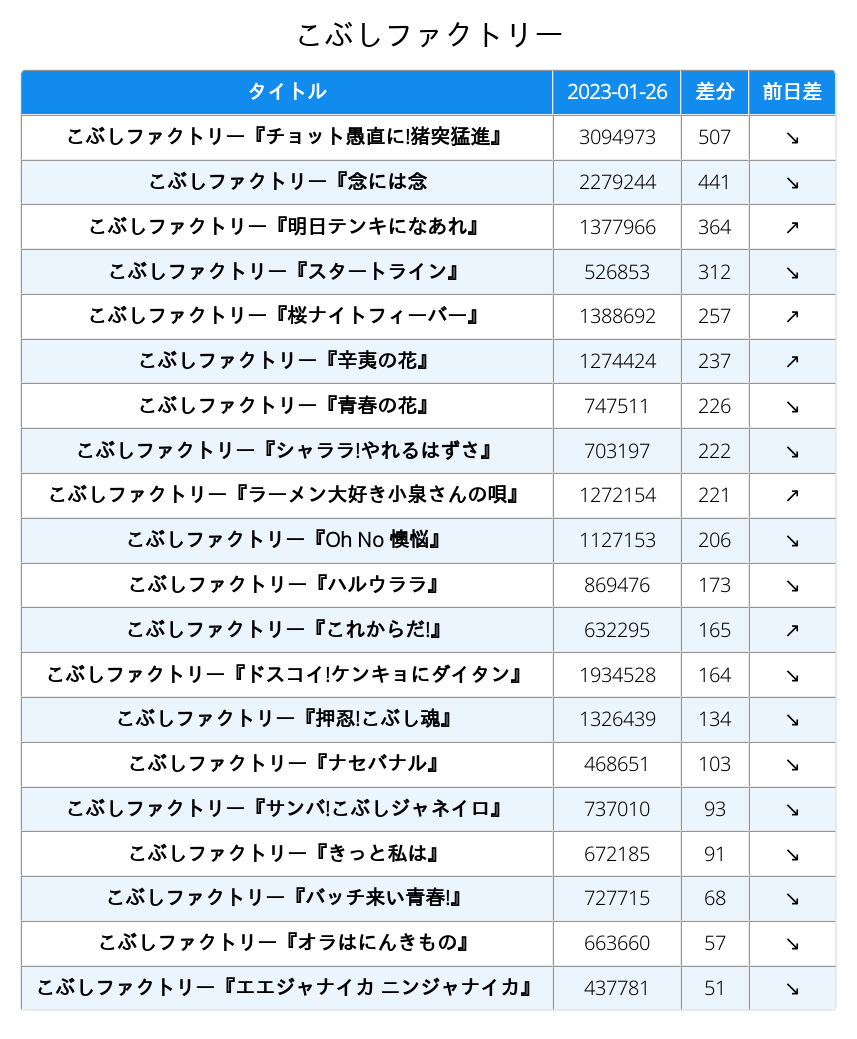 こぶしファクトリー
タイトル 2023-01-26 差分 前日差
こぶしファクトリー『チョット愚直に!猪突猛進』 3094973 507 ↘
こぶしファクトリー『念には念 2279244 441 ↘
こぶしファクトリー『明日テンキになあれ』 1377966 364 ↗
こぶしファクトリー『スタートライン』 526853 312 ↘
こぶしファクトリー『桜ナイトフィーバー』 1388692 257 ↗
こぶしファクトリー『辛夷の花』 1274424 237 ↗
こぶしファクトリー『青春の花』 747511 226 ↘
こぶしファクトリー『シャララ!やれるはずさ』 703197 222 ↘
こぶしファクトリー『ラーメン大好き小泉さんの唄』 1272154 221 ↗
こぶしファクトリー『Oh No 懊悩』 1127153 206 ↘
こぶしファクトリー『ハルウララ』 869476 173 ↘
こぶしファクトリー『これからだ!』 632295 165 ↗
こぶしファクトリー『ドスコイ!ケンキョにダイタン』 1934528 164 ↘
こぶしファクトリー『押忍!こぶし魂』 1326439 134 ↘
こぶしファクトリー『ナセバナル』 468651 103 ↘
こぶしファクトリー『サンバ!こぶしジャネイロ』 737010 93 ↘
こぶしファクトリー『きっと私は』 672185 91 ↘
こぶしファクトリー『バッチ来い青春!』 727715 68 ↘
こぶしファクトリー『オラはにんきもの』 663660 57 ↘
こぶしファクトリー『エエジャナイカ ニンジャナイカ』 437781 51 ↘